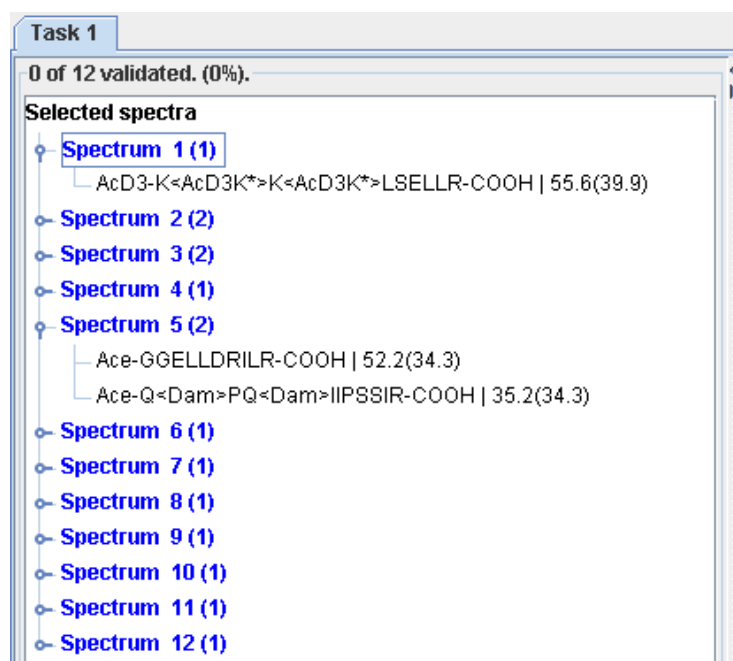 Task 1
0 of 12 validated. (0%).
Selected spectra
Spectrum 1 (1)
AcD3-K<AcD3K*>K<AcD3K*>LSELLR-COOH | 55.6(39.9)
Spectrum 2 (2)
Spectrum 3 (2)
Spectrum 4 (1)
Spectrum 5 (2)
Ace-GGELLDRILR-COOH | 52.2(34.3)
Ace-Q<Dam>PQ<Dam>IIPSSIR-COOH | 35.2(34.3)
Spectrum 6 (1)
Spectrum 7 (1)
Spectrum 8 (1)
Spectrum 9 (1)
Spectrum 10 (1)
Spectrum 11 (1)
Spectrum 12 (1)